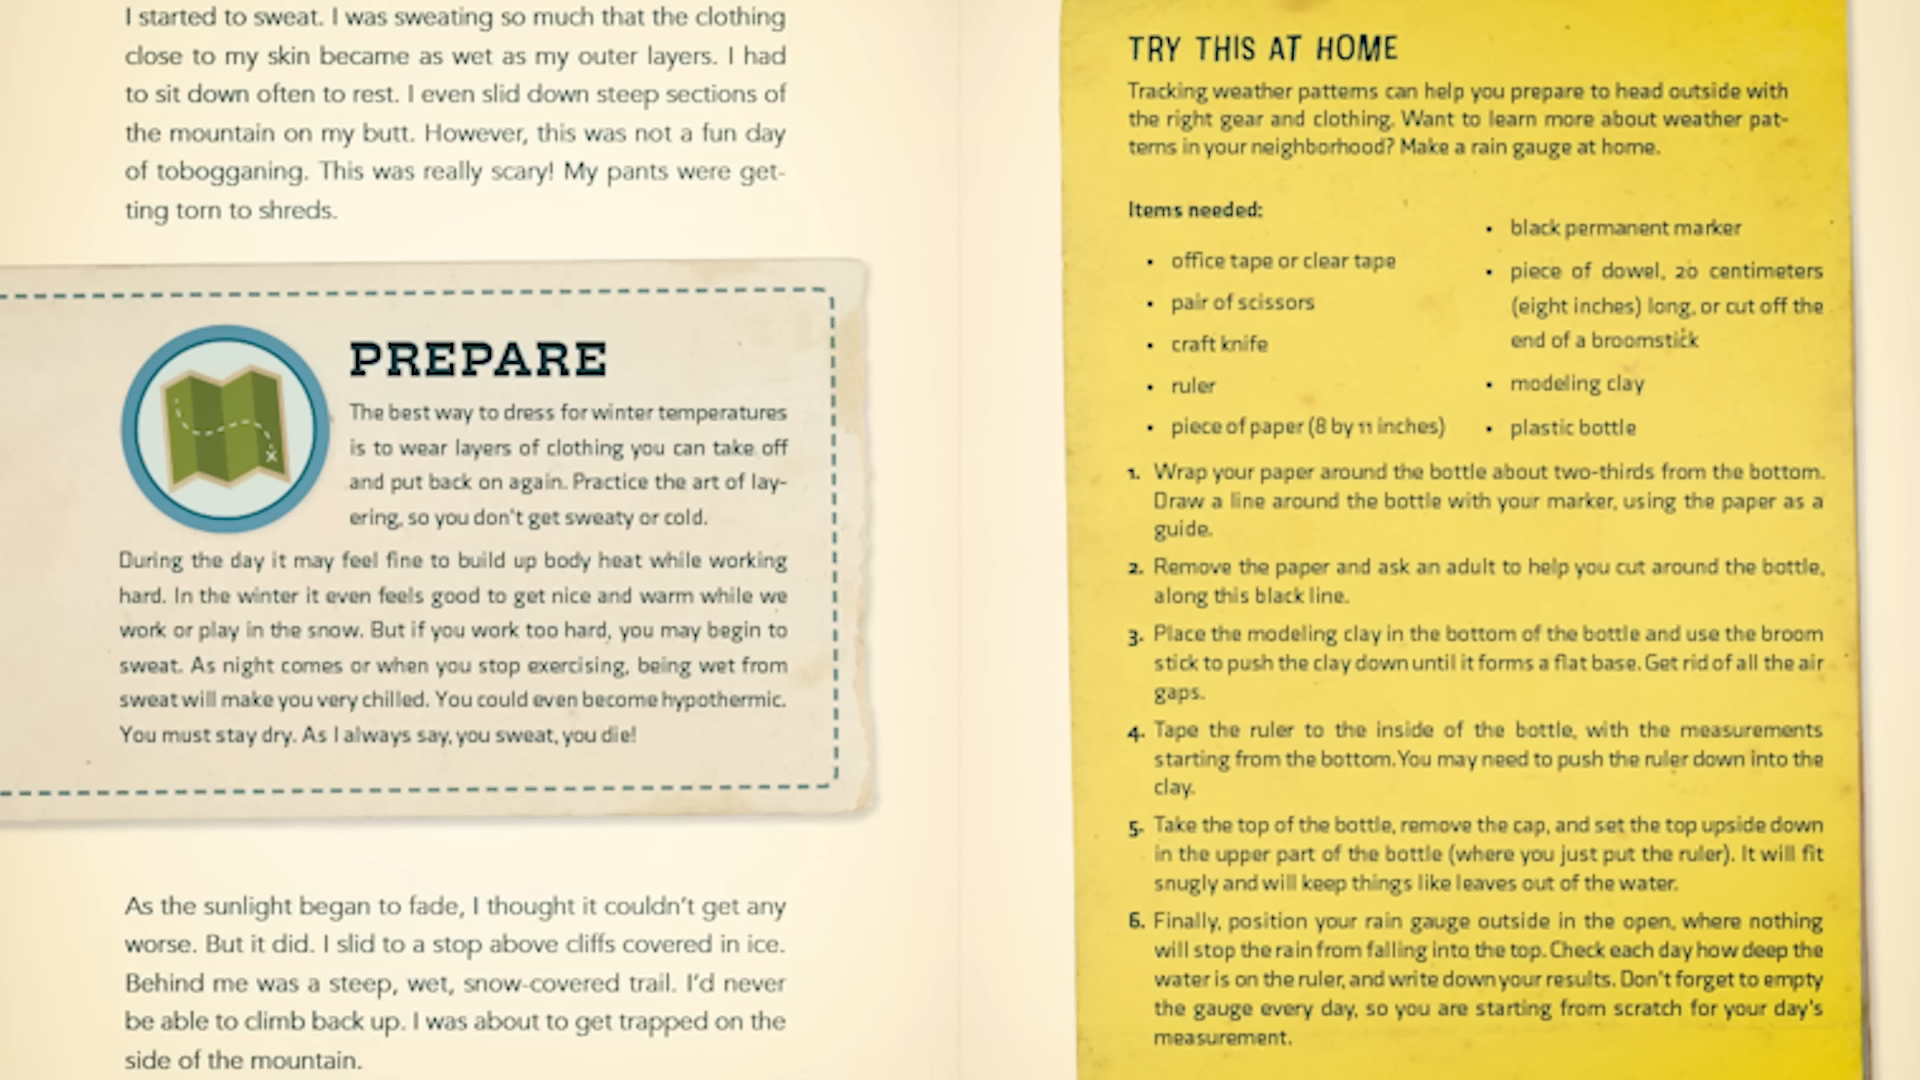 I started to sweat. I was sweating so much that the clothing
close to my skin became as wet as my outer layers. I had
to sit down often to rest. I even slid down steep sections of
the mountain on my butt. However, this was not a fun day
of tobogganing. This was really scary! My pants were get-
ting torn to shreds.
PREPARE
The best way to dress for winter temperatures
is to wear layers of clothing you can take off
and put back on again. Practice the art of lay-
ering, so you don't get sweaty or cold.
During the day it may feel fine to build up body heat while working
hard. In the winter it even feels good to get nice and warm while we
work or play in the snow. But if you work too hard, you may begin to
sweat. As night comes or when you stop exercising, being wet from
sweat will make you very chilled. You could even become hypothermic.
You must stay dry. As I always say, you sweat, you die!
As the sunlight began to fade, I thought it couldn't get any
worse. But it did. I slid to a stop above cliffs covered in ice.
Behind me was a steep, wet, snow-covered trail. I'd never
be able to climb back up. I was about to get trapped on the
side of the mountain.
TRY THIS AT HOME
Tracking weather patterns can help you prepare to head outside with
the right gear and clothing. Want to learn more about weather pat-
terns in your neighborhood? Make a rain gauge at home.
Items needed:
• office tape or clear tape
• pair of scissors
• craft knife
• ruler
• piece of paper (8 by 11 inches)
• black permanent marker
• piece of dowel, 20 centimeters
(eight inches) long, or cut off the
end of a broomstick
• modeling clay
• plastic bottle
1. Wrap your paper around the bottle about two-thirds from the bottom.
Draw a line around the bottle with your marker, using the paper as a
guide.
2. Remove the paper and ask an adult to help you cut around the bottle,
along this black line.
3. Place the modeling clay in the bottom of the bottle and use the broom
stick to push the clay down until it forms a flat base. Get rid of all the air
gaps.
4. Tape the ruler to the inside of the bottle, with the measurements
starting from the bottom. You may need to push the ruler down into the
clay.
5. Take the top of the bottle, remove the cap, and set the top upside down
in the upper part of the bottle (where you just put the ruler). It will fit
snugly and will keep things like leaves out of the water.
6. Finally, position your rain gauge outside in the open, where nothing
will stop the rain from falling into the top. Check each day how deep the
water is on the ruler, and write down your results. Don't forget to empty
the gauge every day, so you are starting from scratch for your day's
measurement.